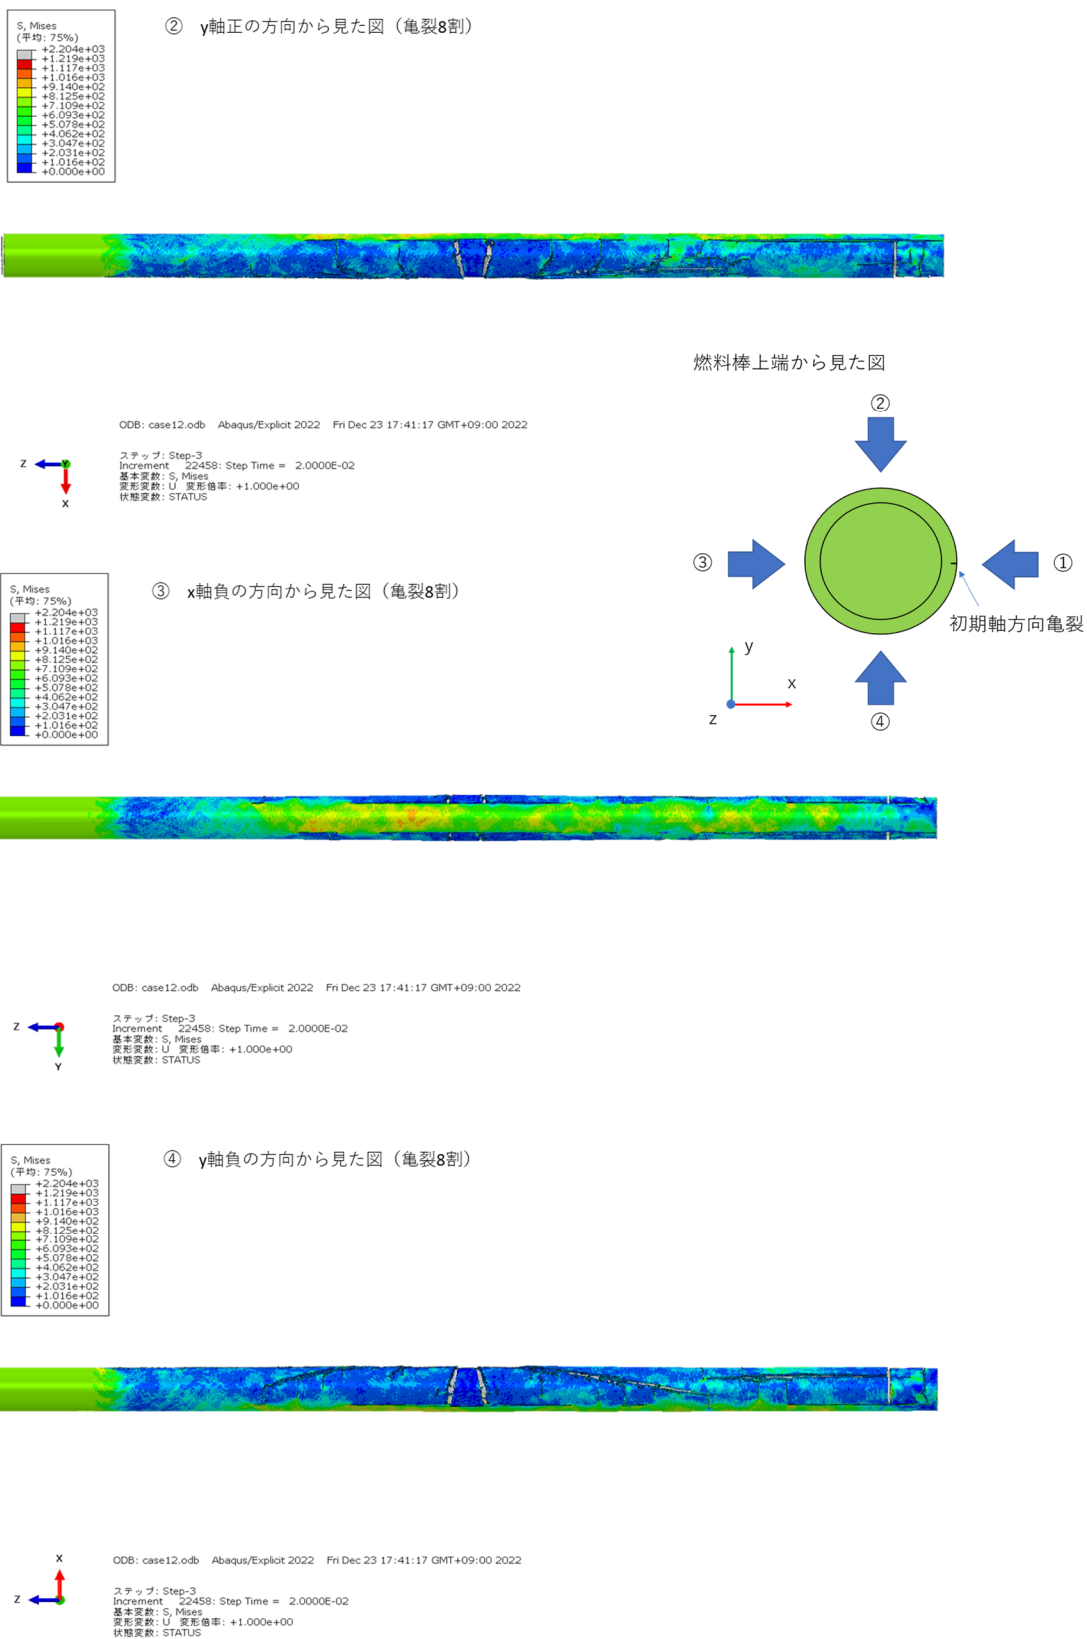 ② y軸正の方向から見た図（亀裂8割）
S, Mises
(平均: 75%)
+2.204e+03
+1.219e+03
+1.117e+03
+1.016e+03
+9.140e+02
+8.125e+02
+7.109e+02
+6.093e+02
+5.078e+02
+4.062e+02
+3.047e+02
+2.031e+02
+1.016e+02
+0.000e+00
燃料棒上端から見た図
②
③
①
初期軸方向亀裂
y
x
z
④
ODB: case12.odb Abaqus/Explicit 2022 Fri Dec 23 17:41:17 GMT+09:00 2022
ステップ: Step-3
Increment 22458: Step Time = 2.0000E-02
基本変数: S, Mises
変形変数: U 変形倍率: +1.000e+00
状態変数: STATUS
Z
Y
X
③ x軸負の方向から見た図（亀裂8割）
S, Mises
(平均: 75%)
+2.204e+03
+1.219e+03
+1.117e+03
+1.016e+03
+9.140e+02
+8.125e+02
+7.109e+02
+6.093e+02
+5.078e+02
+4.062e+02
+3.047e+02
+2.031e+02
+1.016e+02
+0.000e+00
ODB: case12.odb Abaqus/Explicit 2022 Fri Dec 23 17:41:17 GMT+09:00 2022
ステップ: Step-3
Increment 22458: Step Time = 2.0000E-02
基本変数: S, Mises
変形変数: U 変形倍率: +1.000e+00
状態変数: STATUS
Z
Y
④ y軸負の方向から見た図（亀裂8割）
S, Mises
(平均: 75%)
+2.204e+03
+1.219e+03
+1.117e+03
+1.016e+03
+9.140e+02
+8.125e+02
+7.109e+02
+6.093e+02
+5.078e+02
+4.062e+02
+3.047e+02
+2.031e+02
+1.016e+02
+0.000e+00
X
Z
ODB: case12.odb Abaqus/Explicit 2022 Fri Dec 23 17:41:17 GMT+09:00 2022
ステップ: Step-3
Increment 22458: Step Time = 2.0000E-02
基本変数: S, Mises
変形変数: U 変形倍率: +1.000e+00
状態変数: STATUS